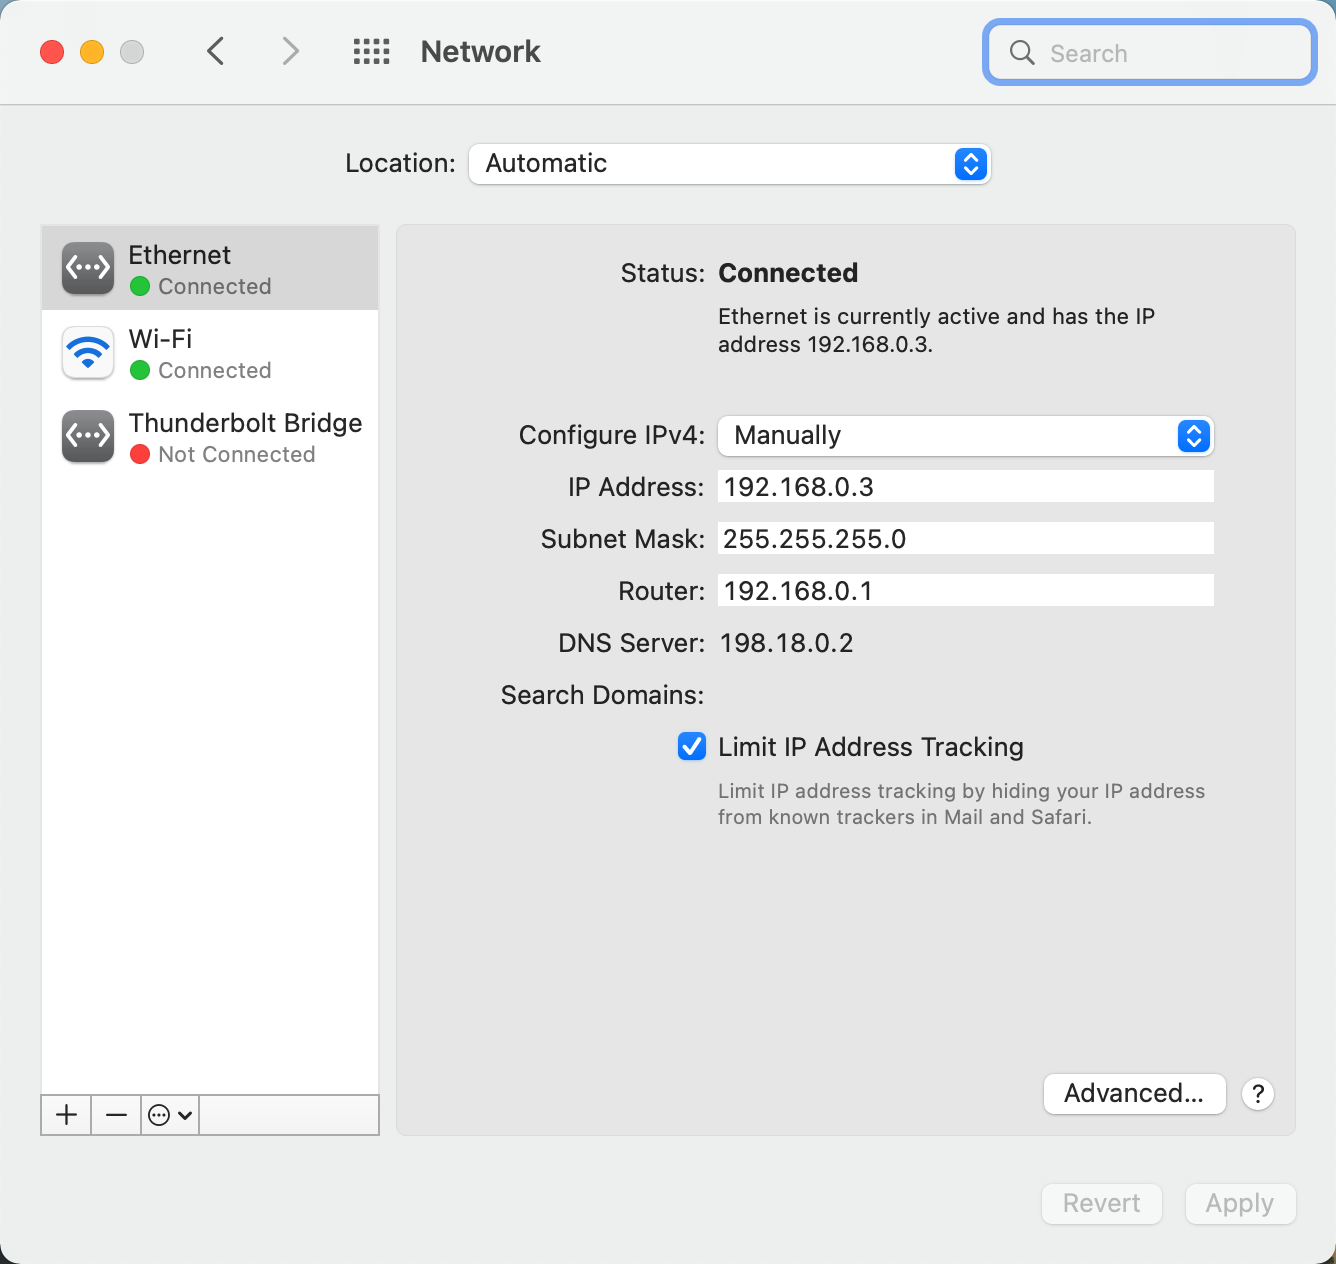 Network
Search
Location: Automatic
Ethernet
Connected
Wi-Fi
Connected
Thunderbolt Bridge
Not Connected
Status: Connected
Ethernet is currently active and has the IP
address 192.168.0.3.
Configure IPv4: Manually
IP Address: 192.168.0.3
Subnet Mask: 255.255.255.0
Router: 192.168.0.1
DNS Server: 198.18.0.2
Search Domains:
Limit IP Address Tracking
Limit IP address tracking by hiding your IP address
from known trackers in Mail and Safari.
Advanced... ?
Revert Apply